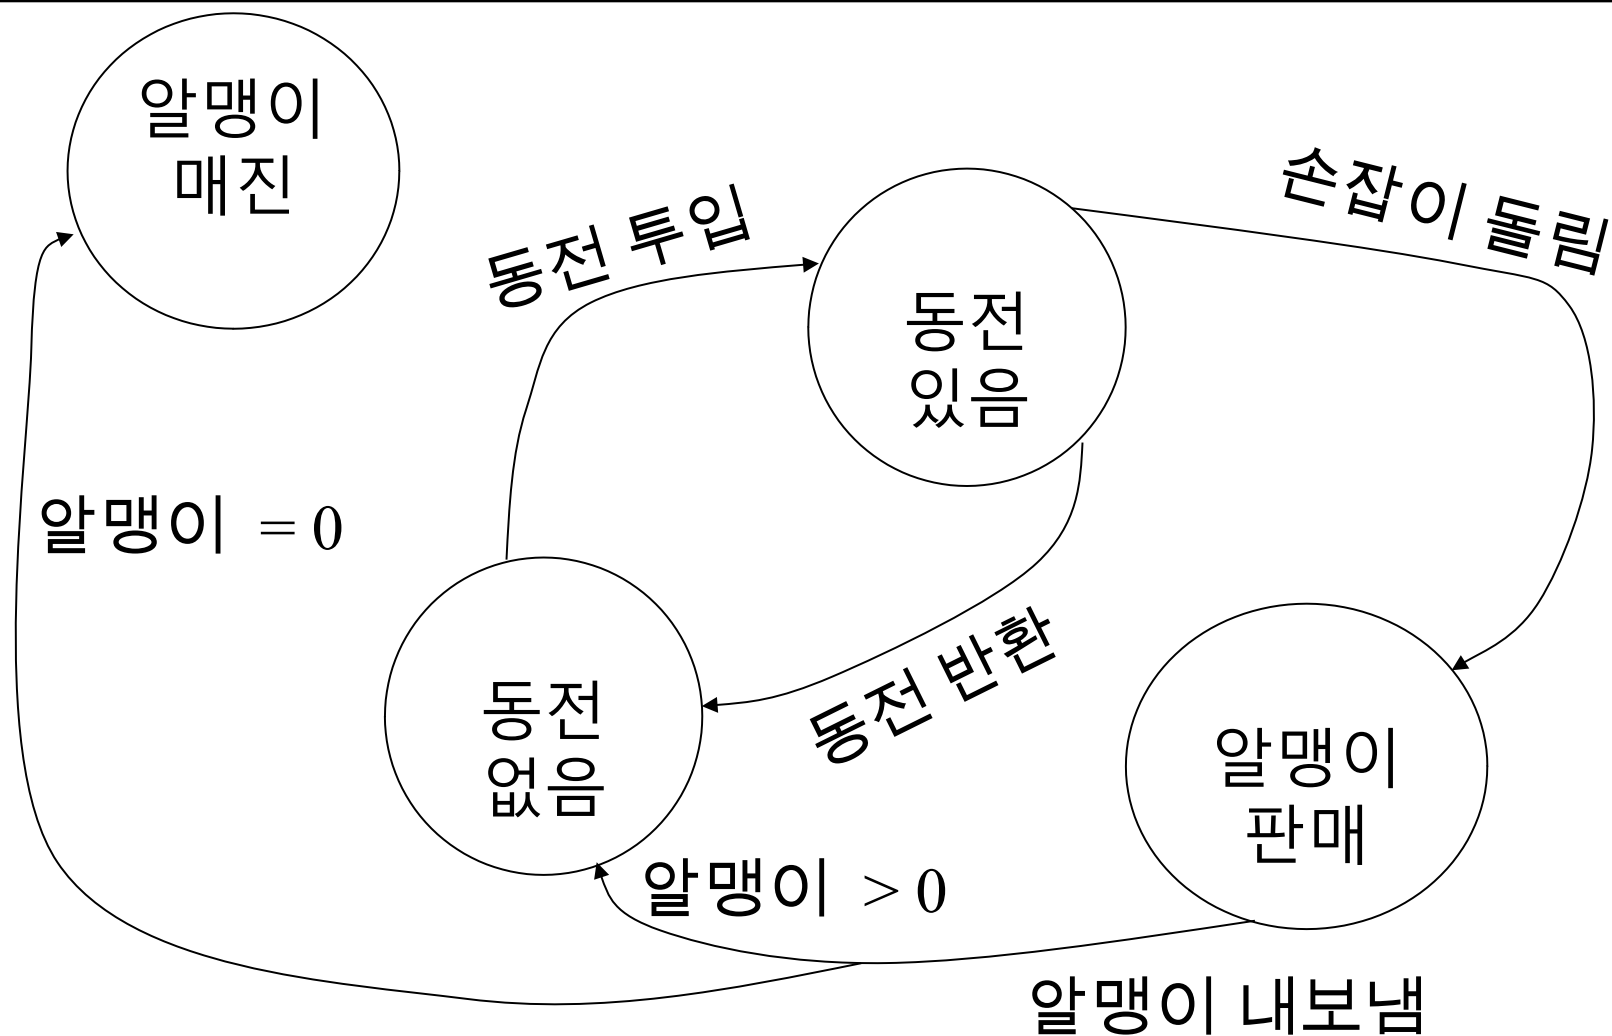 알맹이
매진
손잡이 돌림
동전 투입
동전
있음
알맹이 = 0
동전 반환
동전
없음
알맹이
판매
알맹이 > 0
알맹이 내보냄